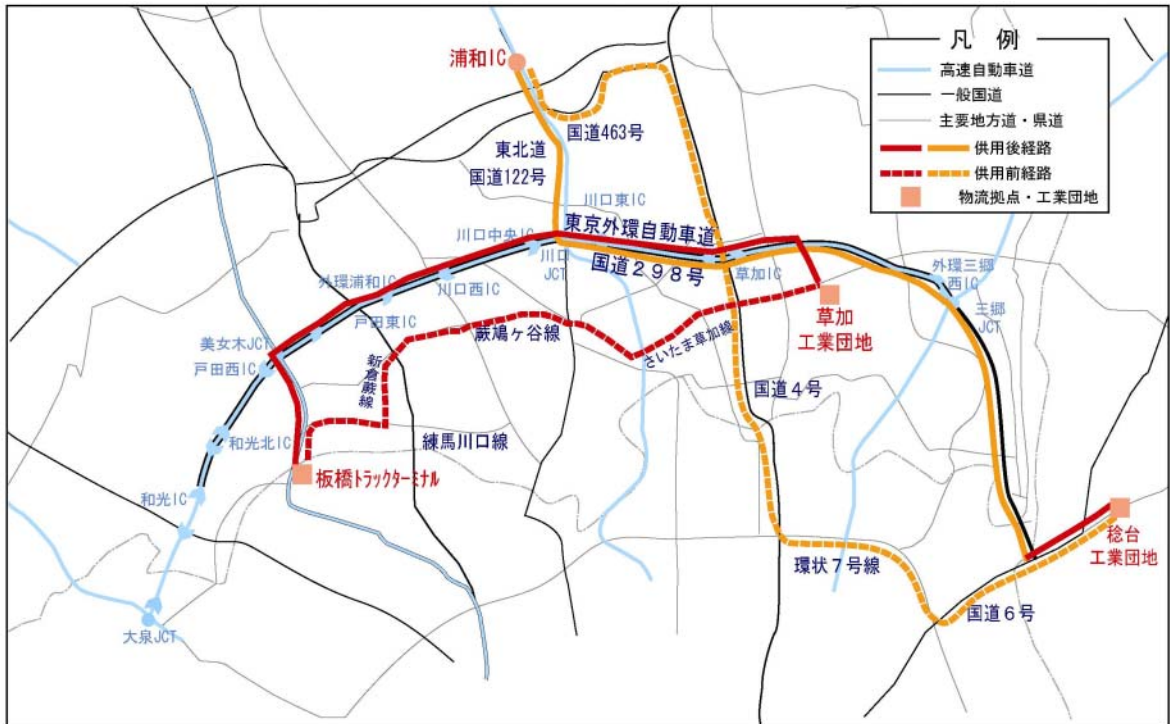 凡 例
高速自動車道
一般国道
主要地方道・県道
供用後経路
供用前経路
物流拠点・工業団地
浦和IC
国道463号
東北道
国道122号
川口東IC
川口中央IC
東京外環自動車道
川口
JCT
国道298号
草加IC
外環三郷
西IC
三郷
JCT
外環浦和IC
川口西IC
戸田東IC
草加
工業団地
美女木JCT
戸田西IC
蕨鳩ヶ谷線
さいたま草加線
新倉蕨線
国道4号
和光北IC
練馬川口線
板橋トラックターミナル
和光IC
稔台
工業団地
環状7号線
国道6号
大泉JCT